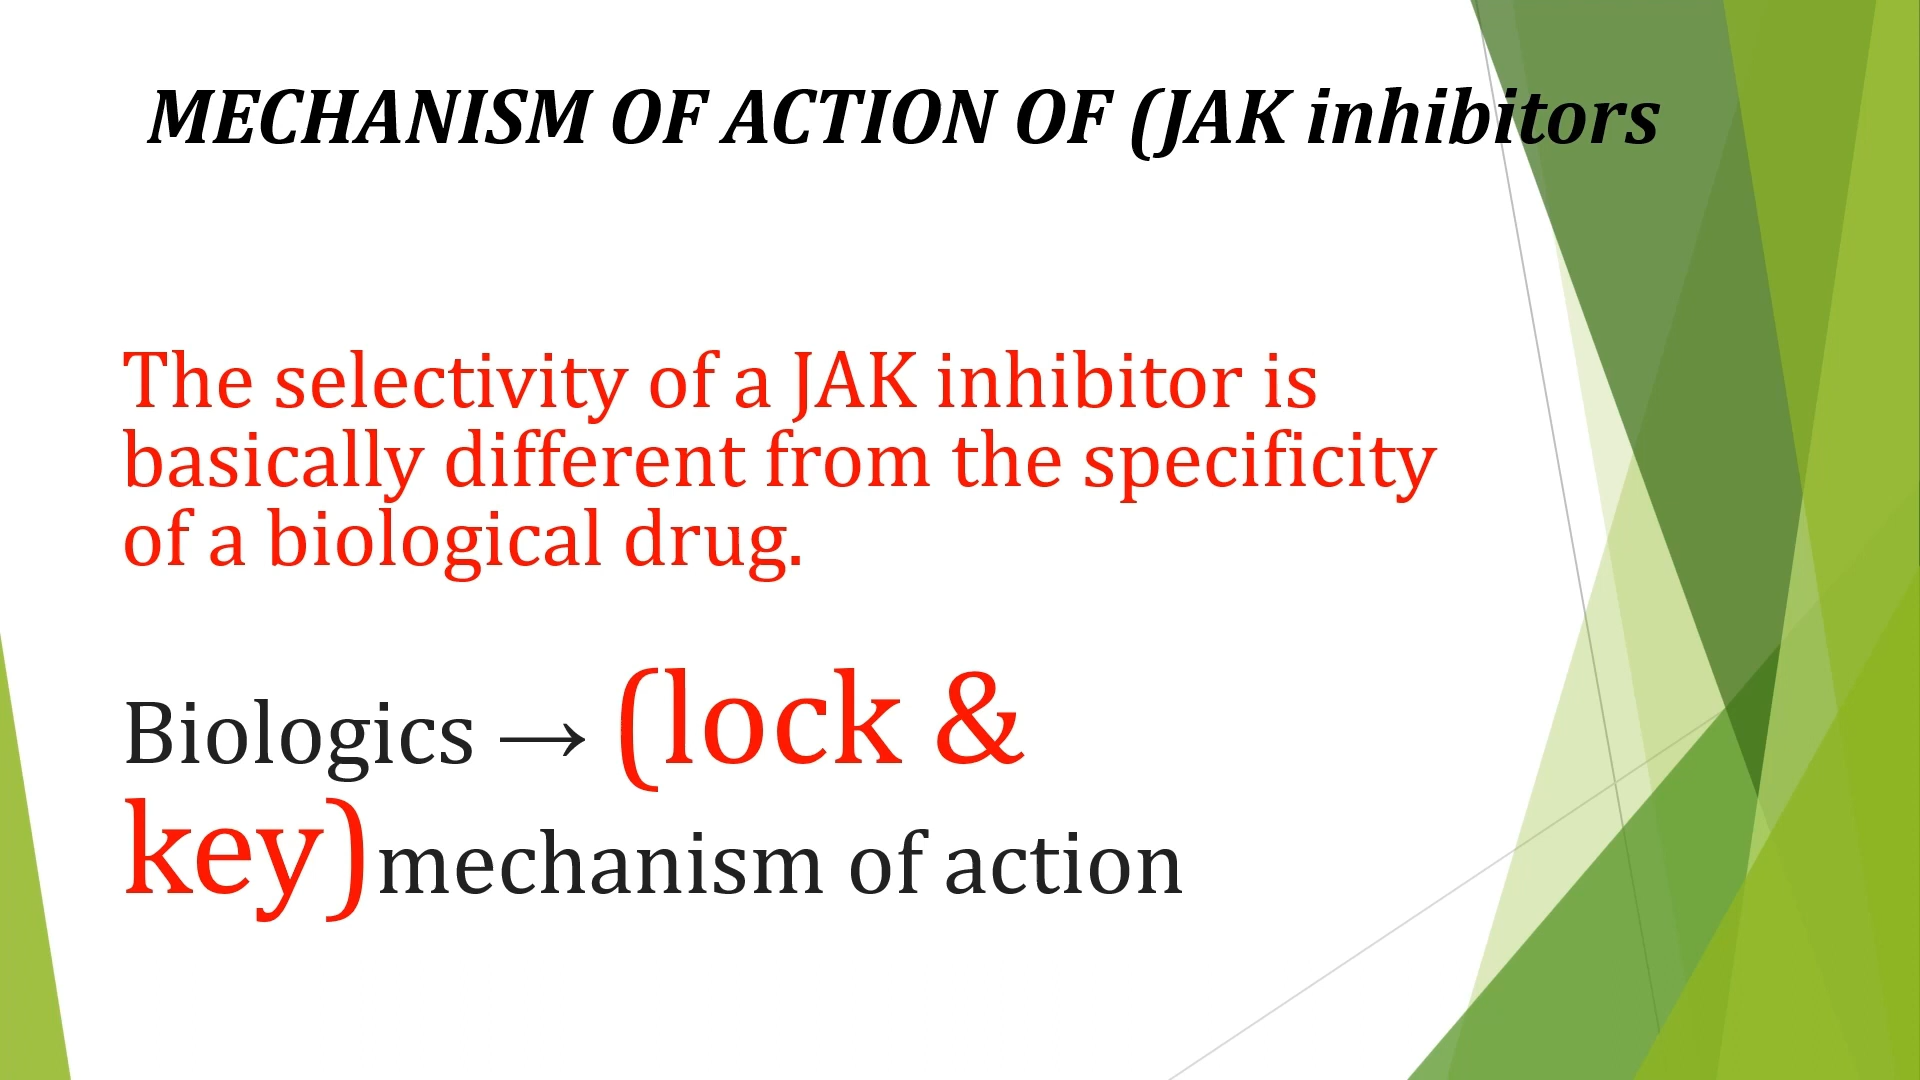 MECHANISM OF ACTION OF (JAK inhibitors
The selectivity of a JAK inhibitor is
basically different from the specificity
of a biological drug.
Biologics → (lock &
key)mechanism of action